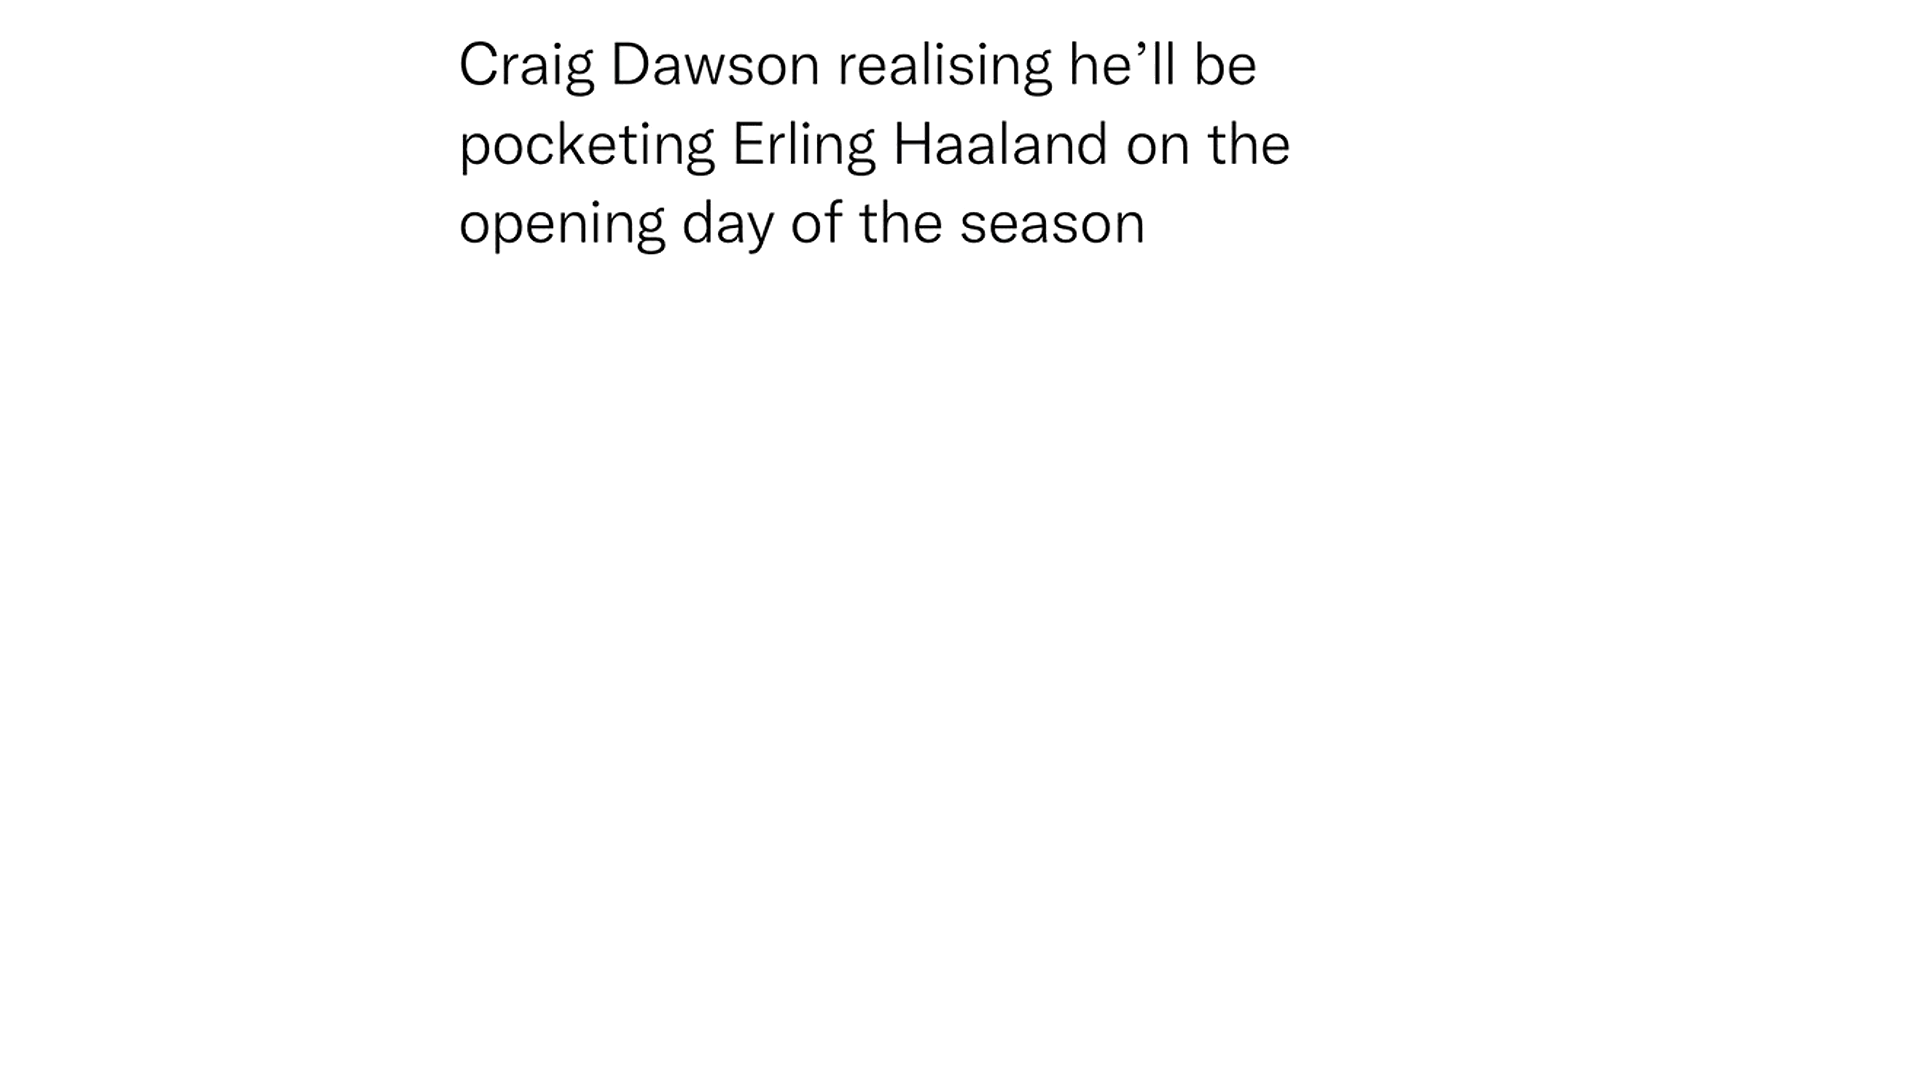 Craig Dawson realising he’ll be
pocketing Erling Haaland on the
opening day of the season